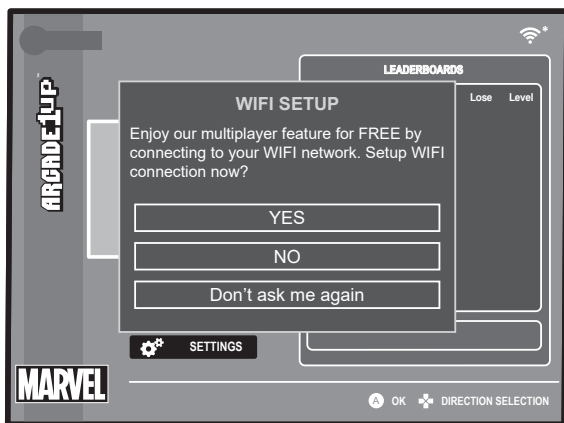 *
LEADERBOARDS
Lose Level
ARCADE1UP
WIFI SETUP
Enjoy our multiplayer feature for FREE by
connecting to your WIFI network. Setup WIFI
connection now?
YES
NO
Don't ask me again
SETTINGS
MARVEL
A OK DIRECTION SELECTION